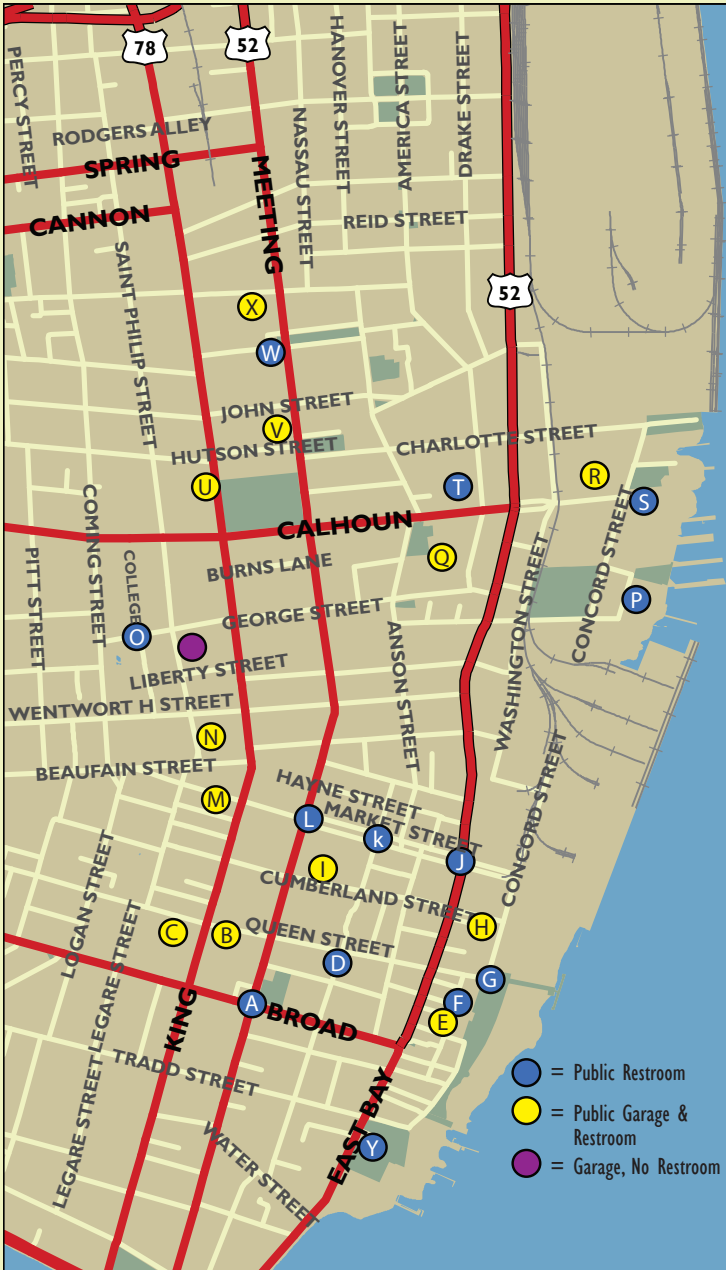 78
52
PERCY STREET
HANOVER STREET
AMERICA STREET
DRAKE STREET
RODGERS ALLEY
NASSAU STREET
SPRING
MEETING
CANNON
REID STREET
SAINT PHILIP STREET
52
X
W
JOHN STREET
V
HUTSON STREET
CHARLOTTE STREET
U
T
R
S
CALHOUN
COMING STREET
PITT STREET
COLLEGE
BURNS LANE
Q
WASHINGTON STREET
CONCORD STREET
P
GEORGE STREET
O
ANSON STREET
LIBERTY STREET
WENTWORT H STREET
N
BEAUFAIN STREET
M
HAYNE STREET
MARKET STREET
L
k
J
CONCORD STREET
I
CUMBERLAND STREET
LOGAN STREET
C
B
QUEEN STREET
H
D
G
LEGARE STREET
A
F
E
BROAD
KING
TRADD STREET
LEGARE STREET
WATER STREET
EAST BAY
Y
= Public Restroom
= Public Garage &
Restroom
= Garage, No Restroom